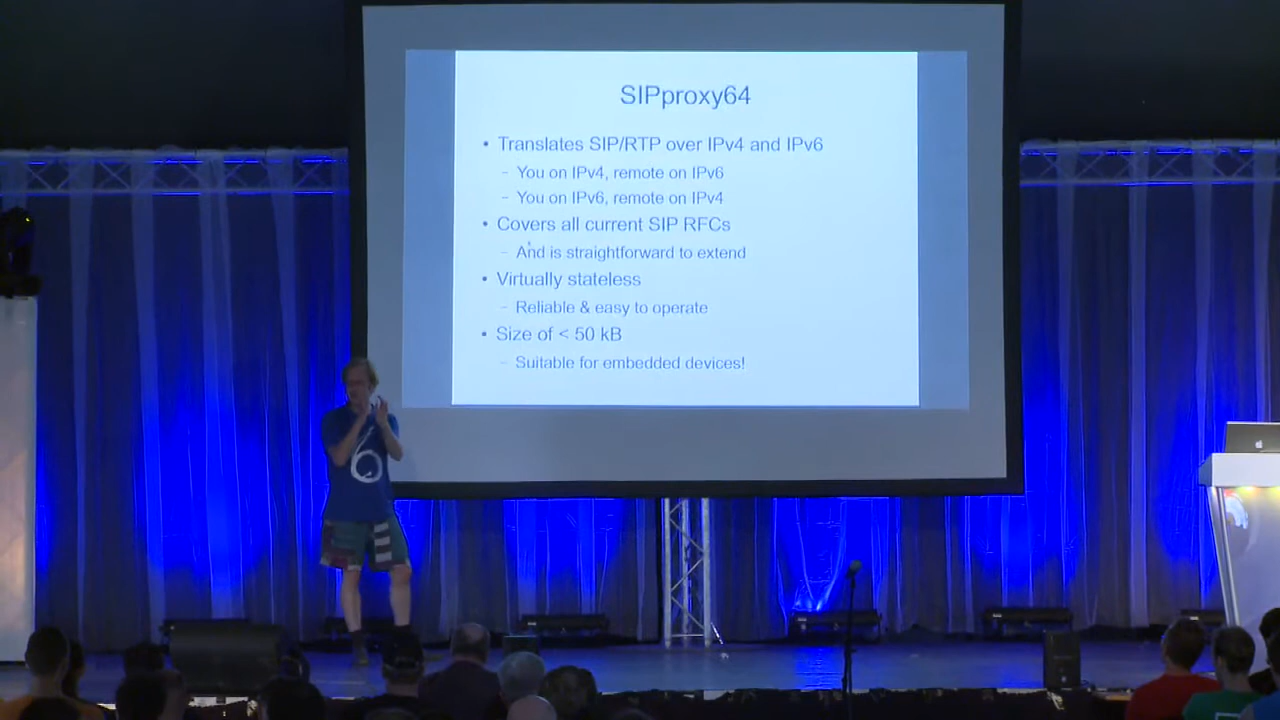 SIPproxy64
• Translates SIP/RTP over IPv4 and IPv6
– You on IPv4, remote on IPv6
– You on IPv6, remote on IPv4
• Covers all current SIP RFCs
– And is straightforward to extend
• Virtually stateless
– Reliable & easy to operate
• Size of < 50 kB
– Suitable for embedded devices!
6